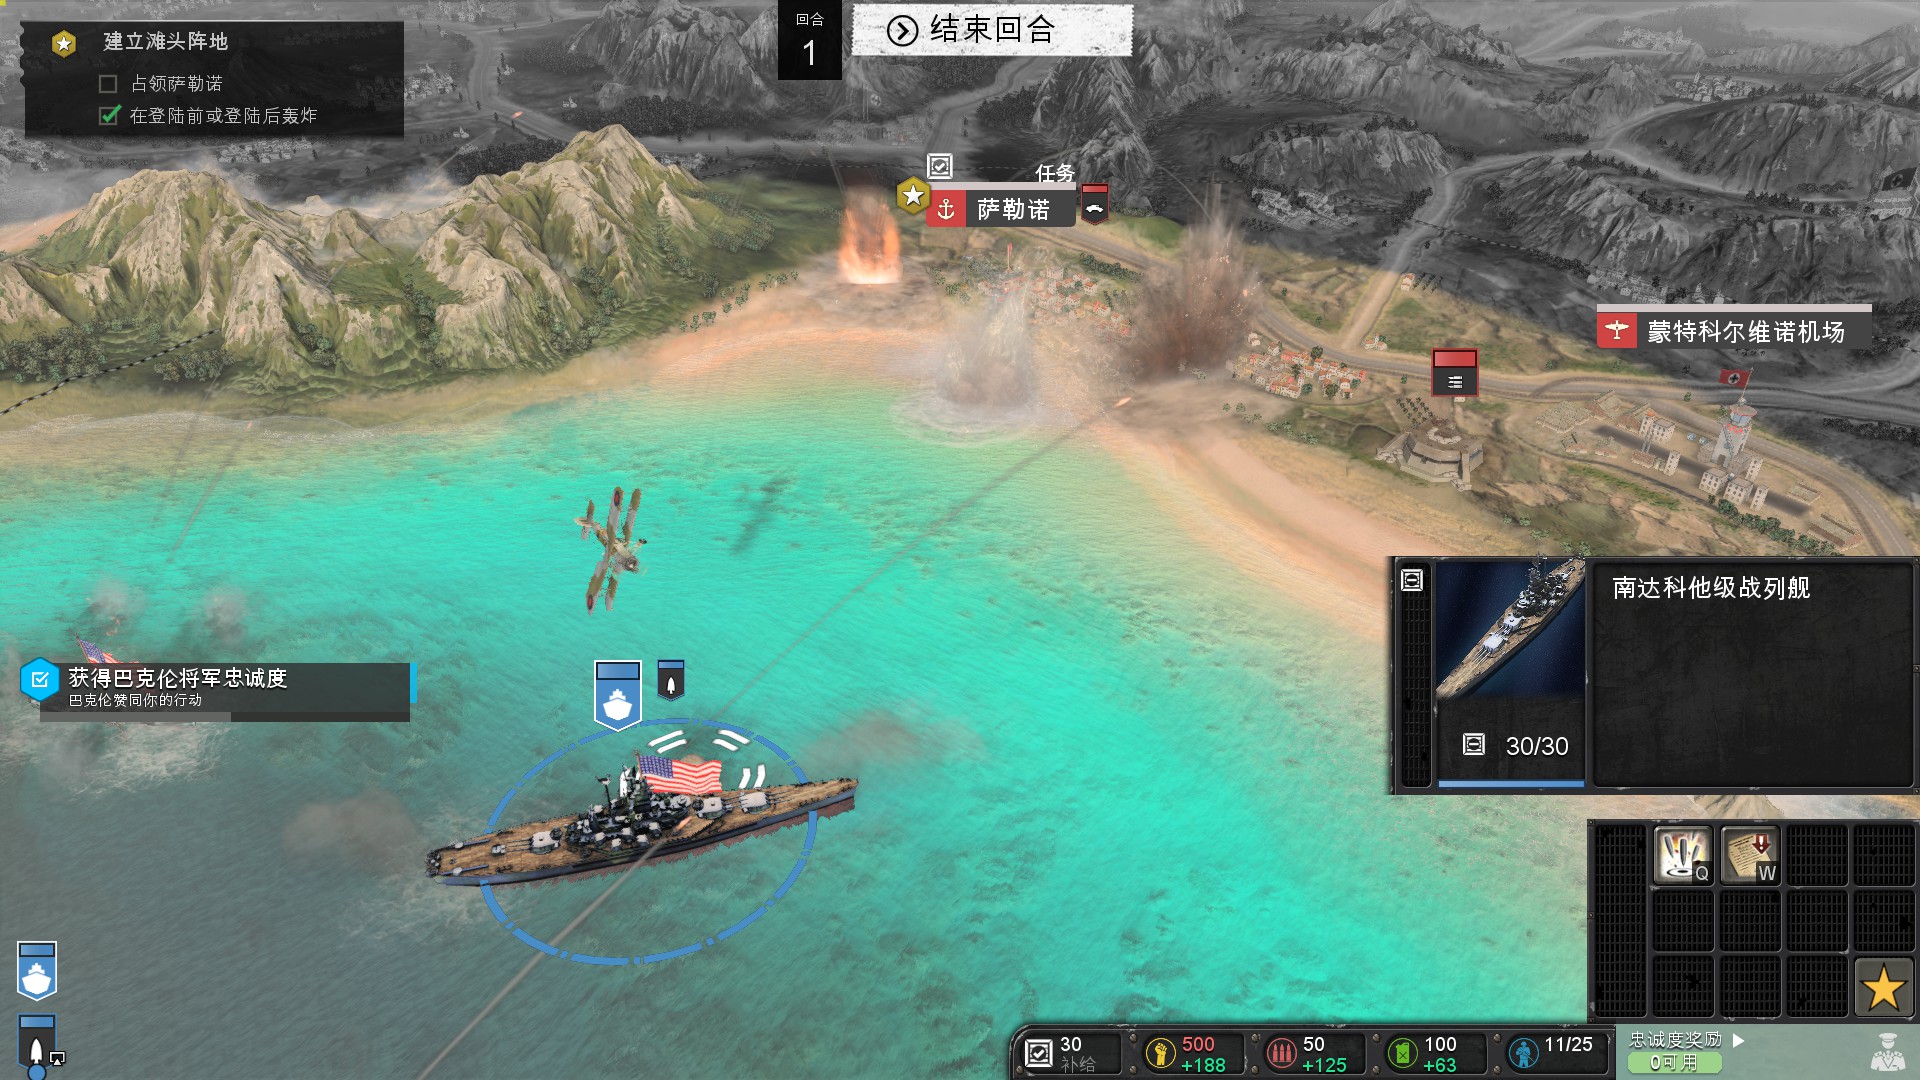 建立滩头阵地
占领萨勒诺
在登陆前或登陆后轰炸
回合
1
结束回合
任务
萨勒诺
蒙特科尔维诺机场
获得巴克伦将军忠诚度
巴克伦赞同你的行动
南达科他级战列舰
30/30
Q
W
30
补给
500
+188
50
+125
100
+63
11/25
忠诚度奖励
0可用